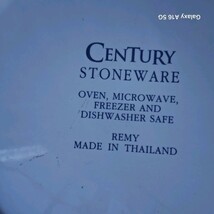 Galaxy A16 5G
CENTURY
STONEWARE
OVEN, MICROWAVE,
FREEZER AND
DISHWASHER SAFE
REMY
MADE IN THAILAND